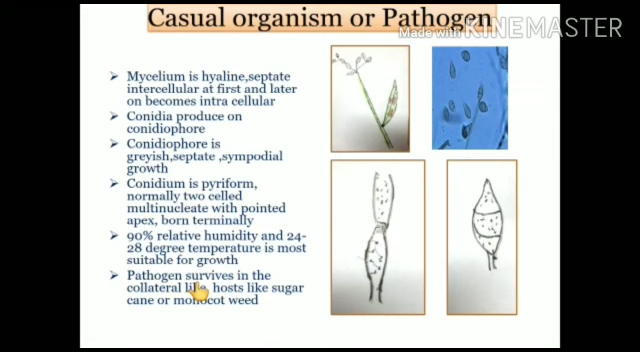 Casual organism or Pathogen
Made with KINEMASTER
Mycelium is hyaline,septate
intercellular at first and later
on becomes intra cellular
Conidia produce on
conidiophore
Conidiophore is
greyish,septate ,sympodial
growth
Conidium is pyriform,
normally two celled
multinucleate with pointed
apex, born terminally
90% relative humidity and 24-
28 degree temperature is most
suitable for growth
Pathogen survives in the
collateral hosts like sugar
cane or monocot weed